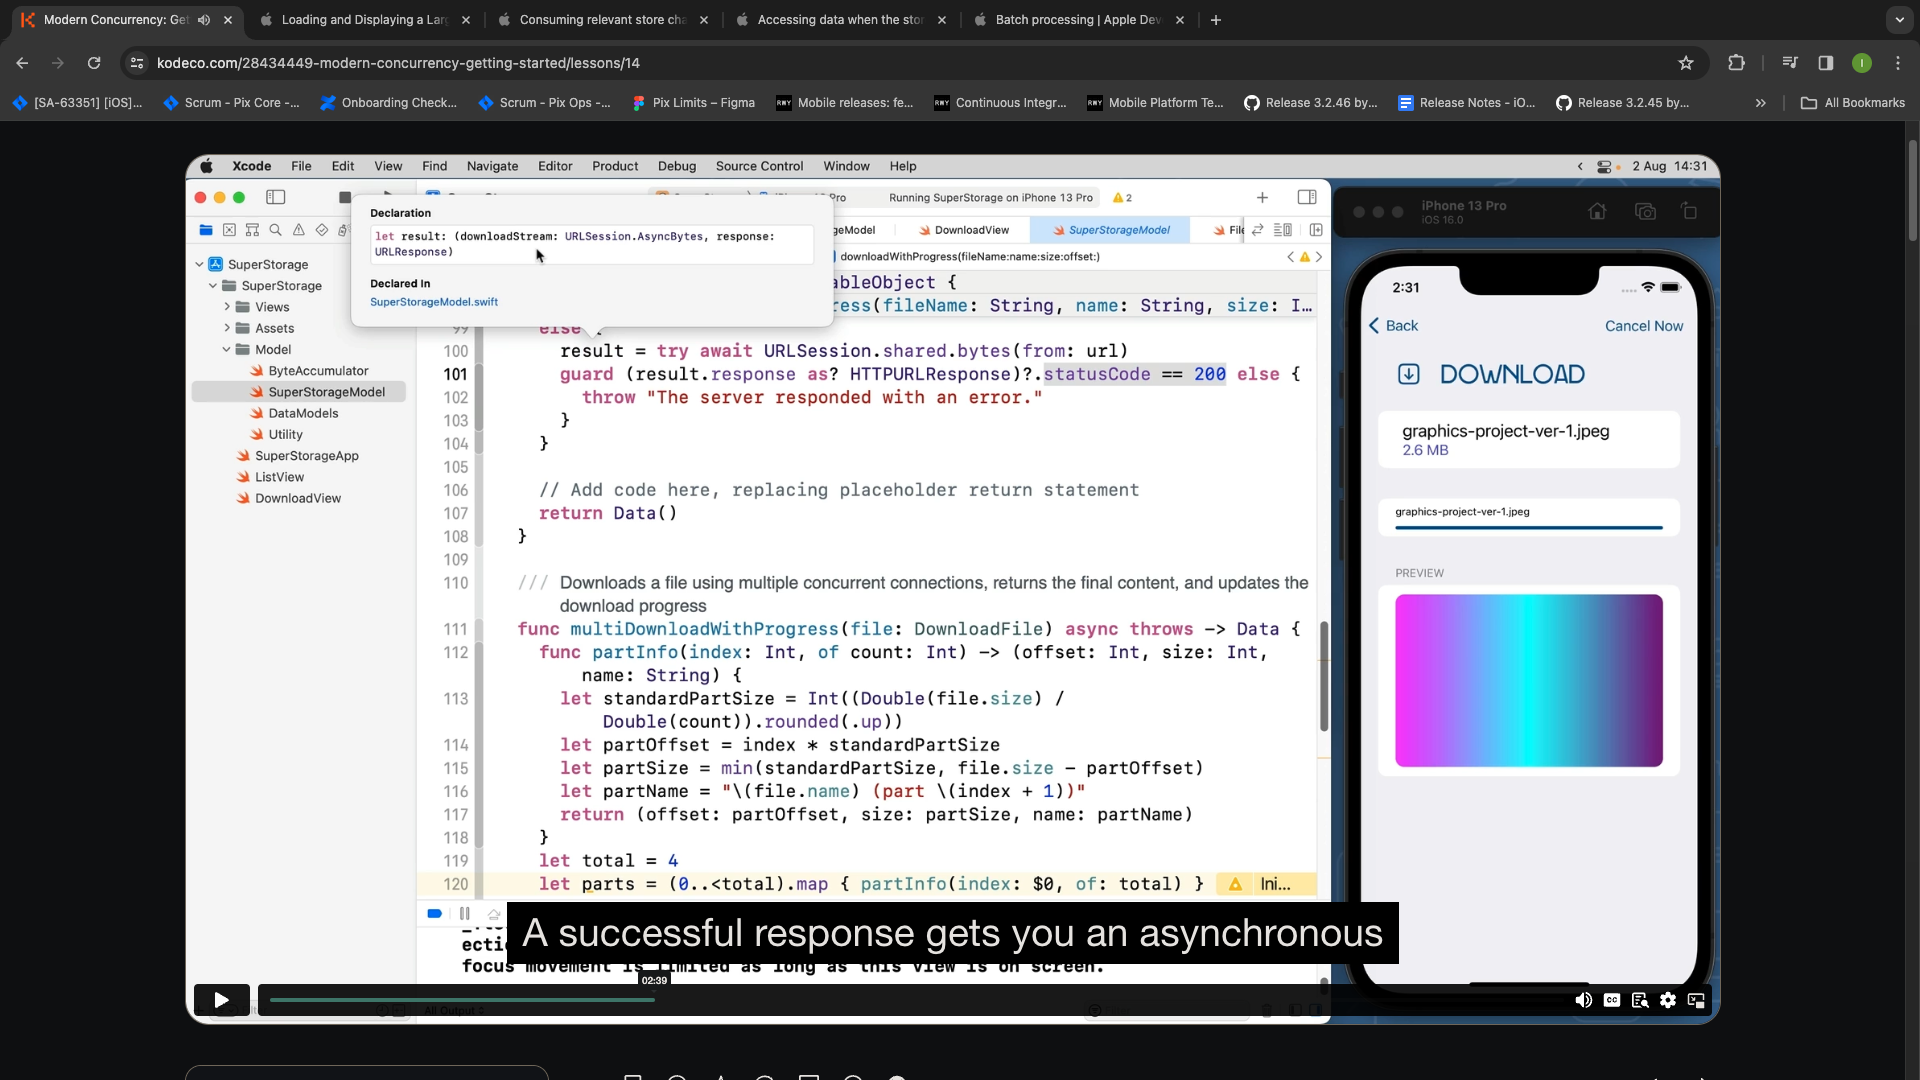 Modern Concurrency: Get
Loading and Displaying a Lar
Consuming relevant store cha
Accessing data when the stor
Batch processing | Apple Dev
kodeco.com/28434449-modern-concurrency-getting-started/lessons/14
[SA-63351] [iOS]...
Scrum - Pix Core -...
Onboarding Check...
Scrum - Pix Ops -...
Pix Limits – Figma
Mobile releases: fe...
Continuous Integr...
Mobile Platform Te...
Release 3.2.46 by...
Release Notes - iO...
Release 3.2.45 by...
All Bookmarks
Xcode File Edit View Find Navigate Editor Product Debug Source Control Window Help
2 Aug 14:31
Running SuperStorage on iPhone 13 Pro
2
geModel
DownloadView
SuperStorageModel
File
downloadWithProgress(fileName:name:size:offset:)
Declaration
let result: (downloadStream: URLSession.AsyncBytes, response:
URLResponse)
Declared In
SuperStorageModel.swift
SuperStorage
SuperStorage
Views
Assets
Model
ByteAccumulator
SuperStorageModel
DataModels
Utility
SuperStorageApp
ListView
DownloadView
ableObject {
ress(fileName: String, name: String, size: I...
99 else {
100 result = try await URLSession.shared.bytes(from: url)
101 guard (result.response as? HTTPURLResponse)?.statusCode == 200 else {
102 throw "The server responded with an error."
103 }
104 }
105
106 // Add code here, replacing placeholder return statement
107 return Data()
108 }
109
110 /// Downloads a file using multiple concurrent connections, returns the final content, and updates the
download progress
111 func multiDownloadWithProgress(file: DownloadFile) async throws -> Data {
112 func partInfo(index: Int, of count: Int) -> (offset: Int, size: Int,
name: String) {
113 let standardPartSize = Int((Double(file.size) /
Double(count)).rounded(.up))
114 let partOffset = index * standardPartSize
115 let partSize = min(standardPartSize, file.size - partOffset)
116 let partName = "\(file.name) (part \(index + 1))"
117 return (offset: partOffset, size: partSize, name: partName)
118 }
119 let total = 4
120 let parts = (0..<total).map { partInfo(index: $0, of: total) }
Ini...
A successful response gets you an asynchronous
focus movement is limited as long as this view is on screen.
02:39
All Output
iPhone 13 Pro
iOS 16.0
2:31
Back
Cancel Now
DOWNLOAD
graphics-project-ver-1.jpeg
2.6 MB
graphics-project-ver-1.jpeg
PREVIEW